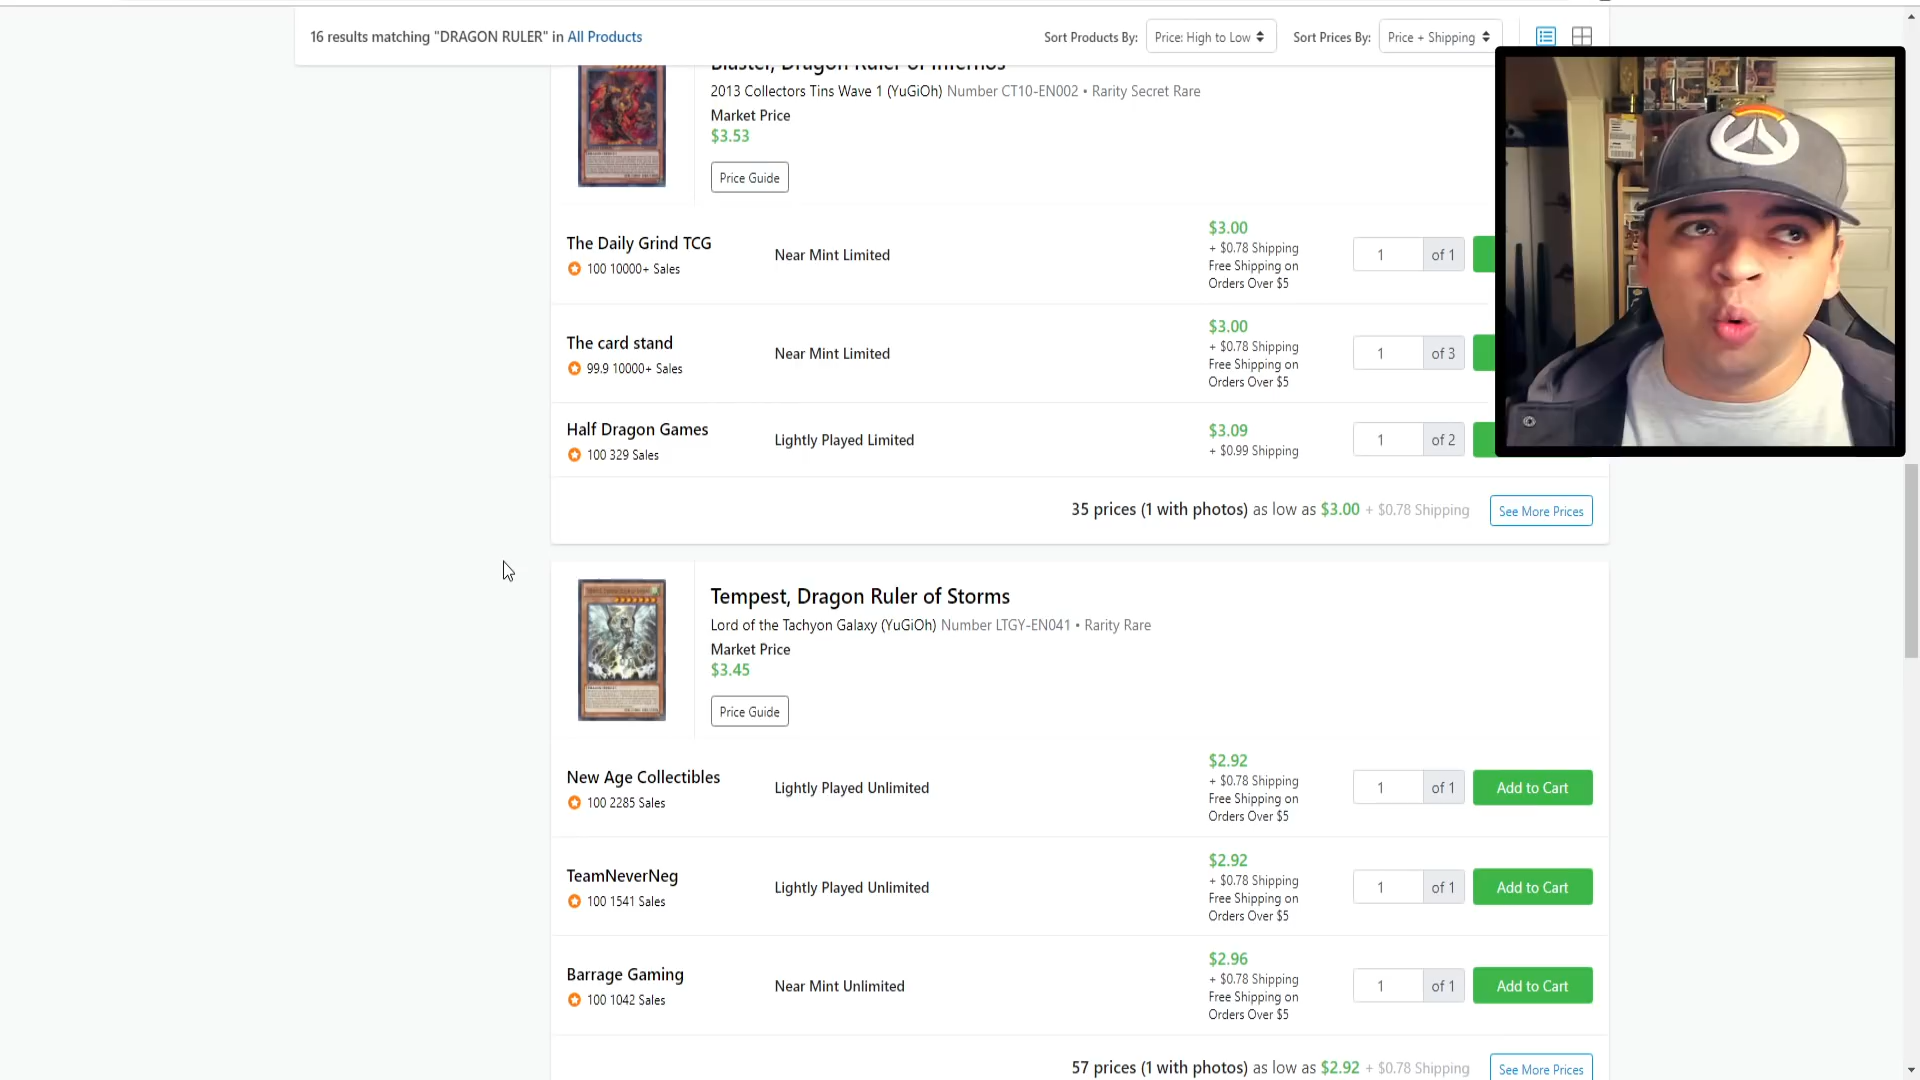 16 results matching "DRAGON RULER" in All Products
Sort Products By: Price: High to Low
Sort Prices By: Price + Shipping
Blaster, Dragon Ruler of Infernos
2013 Collectors Tins Wave 1 (YuGiOh) Number CT10-EN002 • Rarity Secret Rare
Market Price
$3.53
Price Guide
The Daily Grind TCG
100 10000+ Sales
Near Mint Limited
$3.00
+ $0.78 Shipping
Free Shipping on
Orders Over $5
1 of 1
The card stand
99.9 10000+ Sales
Near Mint Limited
$3.00
+ $0.78 Shipping
Free Shipping on
Orders Over $5
1 of 3
Half Dragon Games
100 329 Sales
Lightly Played Limited
$3.09
+ $0.99 Shipping
1 of 2
35 prices (1 with photos) as low as $3.00 + $0.78 Shipping
See More Prices
Tempest, Dragon Ruler of Storms
Lord of the Tachyon Galaxy (YuGiOh) Number LTGY-EN041 • Rarity Rare
Market Price
$3.45
Price Guide
New Age Collectibles
100 2285 Sales
Lightly Played Unlimited
$2.92
+ $0.78 Shipping
Free Shipping on
Orders Over $5
1 of 1
Add to Cart
TeamNeverNeg
100 1541 Sales
Lightly Played Unlimited
$2.92
+ $0.78 Shipping
Free Shipping on
Orders Over $5
1 of 1
Add to Cart
Barrage Gaming
100 1042 Sales
Near Mint Unlimited
$2.96
+ $0.78 Shipping
Free Shipping on
Orders Over $5
1 of 1
Add to Cart
57 prices (1 with photos) as low as $2.92 + $0.78 Shipping
See More Prices